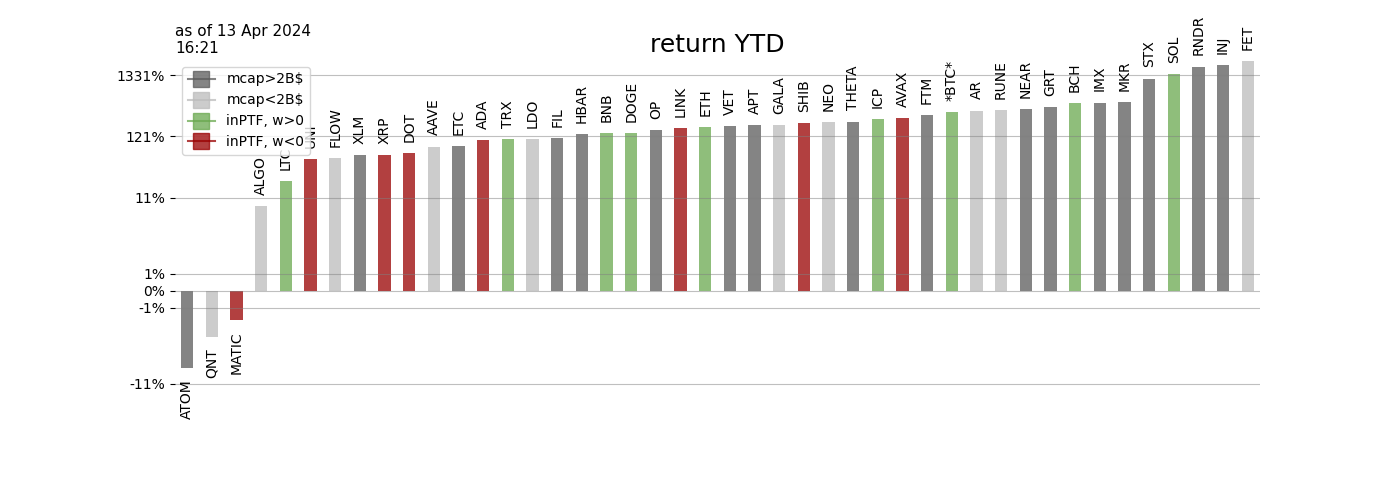 as of 13 Apr 2024
16:21
return YTD
1331%
121%
11%
1%
0%
-1%
-11%
mcap>2B$
mcap<2B$
inPTF, w>0
inPTF, w<0
ATOM
QNT
MATIC
ALGO
LTC
UNI
FLOW
XLM
XRP
DOT
AAVE
ETC
ADA
TRX
LDO
FIL
HBAR
BNB
DOGE
OP
LINK
ETH
VET
APT
GALA
SHIB
NEO
THETA
ICP
AVAX
FTM
*BTC*
AR
RUNE
NEAR
GRT
BCH
IMX
MKR
STX
SOL
RNDR
INJ
FET